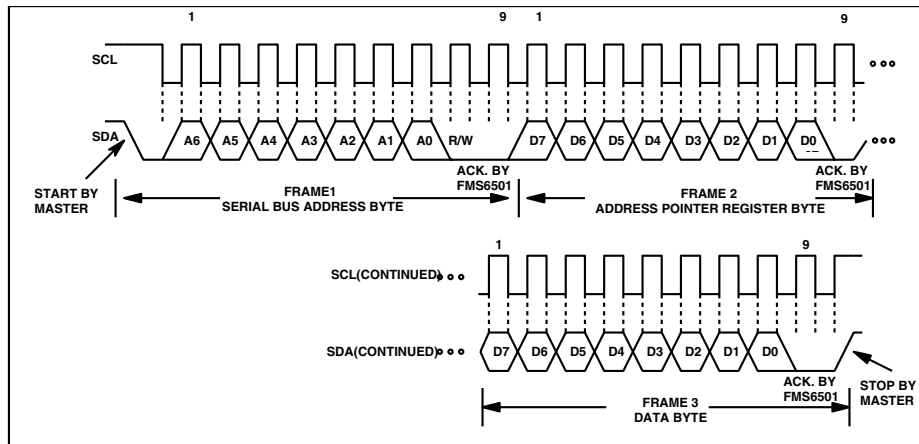 1 9 1 9
SCL
SDA A6 A5 A4 A3 A2 A1 A0 R/W D7 D6 D5 D4 D3 D2 D1 D0
START BY
MASTER
ACK. BY
FMS6501
ACK. BY
FMS6501
FRAME1
SERIAL BUS ADDRESS BYTE
FRAME 2
ADDRESS POINTER REGISTER BYTE
1 9
SCL(CONTINUED)
SDA(CONTINUED) D7 D6 D5 D4 D3 D2 D1 D0
ACK. BY
FMS6501
STOP BY
MASTER
FRAME 3
DATA BYTE